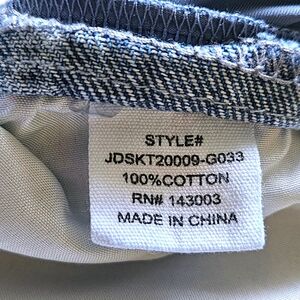 STYLE#
JDSKT20009-G033
100%COTTON
RN# 143003
MADE IN CHINA